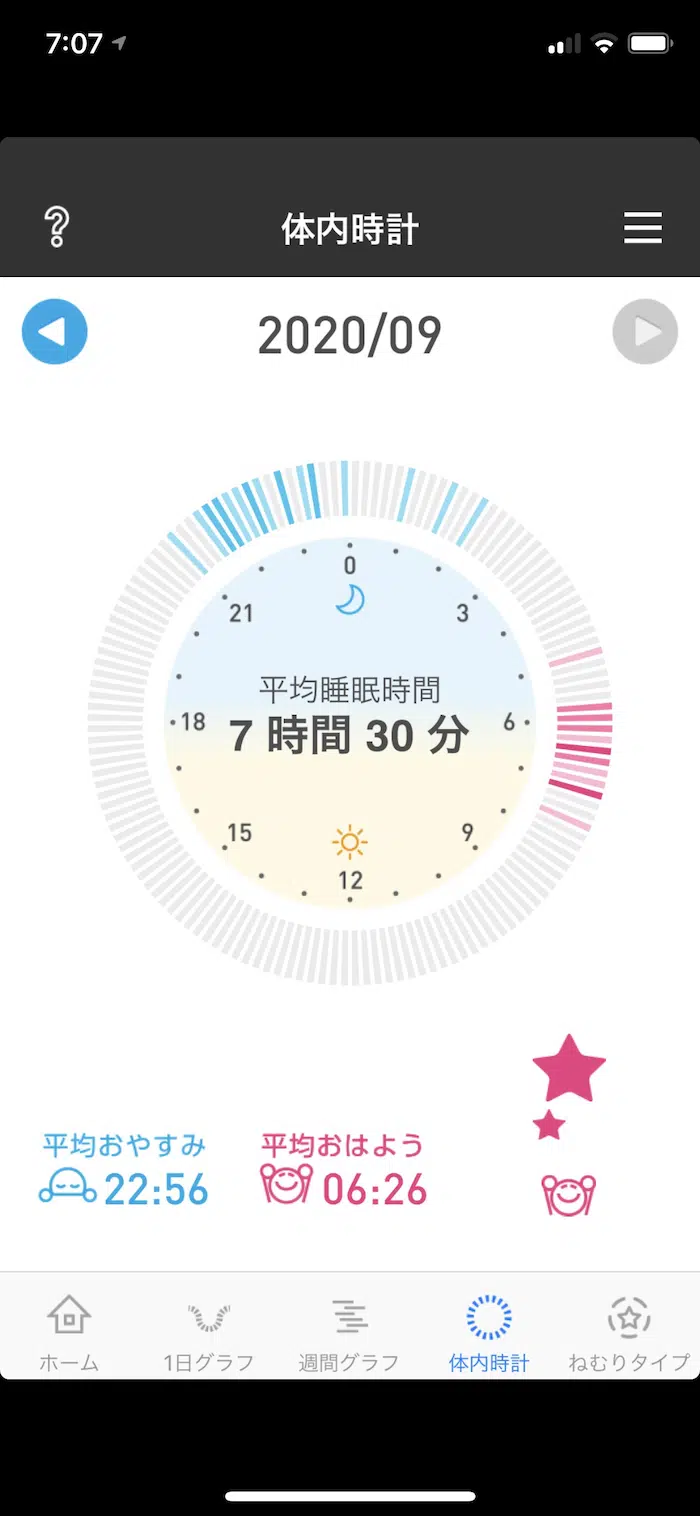 7:07
体内時計
2020/09
0
21
3
平均睡眠時間
18
7 時間 30 分
6
15
9
12
平均おやすみ
22:56
平均おはよう
06:26
ホーム
1日グラフ
週間グラフ
体内時計
ねむりタイプ